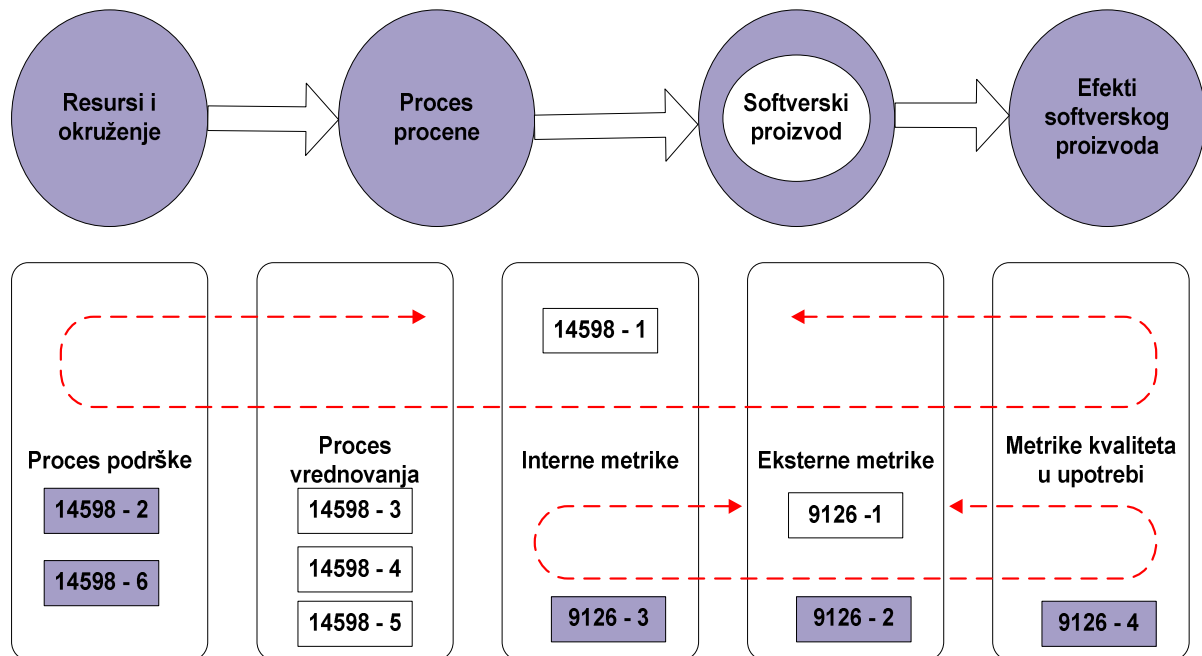 Resursi i
okruženje
Proces
procene
Softverski
proizvod
Efekti
softverskog
proizvoda
14598 - 1
Proces podrške
14598 - 2
14598 - 6
Proces
vrednovanja
14598 - 3
14598 - 4
14598 - 5
Interne metrike
9126 - 3
Eksterne metrike
9126 -1
9126 - 2
Metrike kvaliteta
u upotrebi
9126 - 4